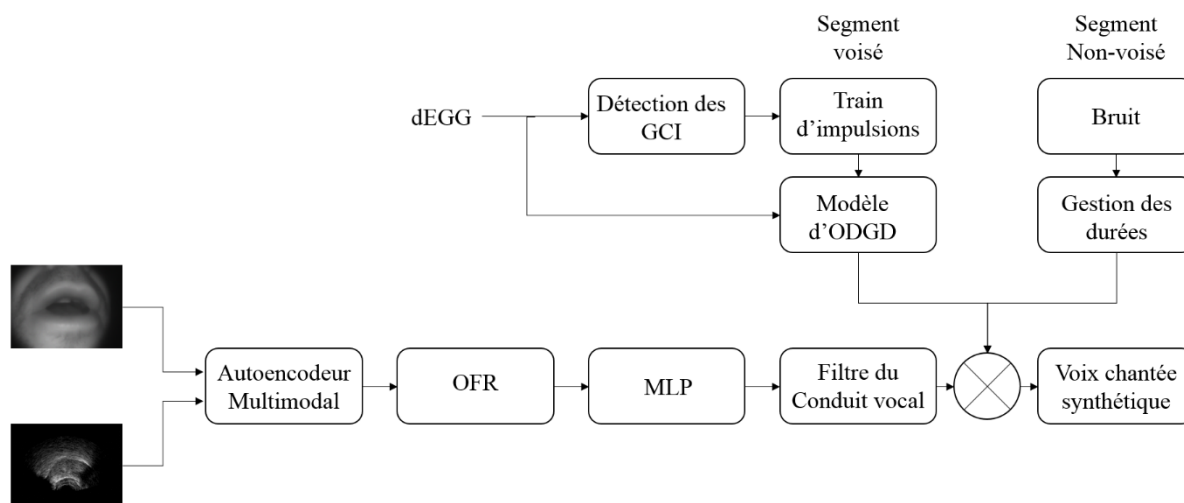 Segment
voisé
Segment
Non-voisé
dEGG
Détection des
GCI
Train
d’impulsions
Bruit
Modèle
d’ODGD
Gestion des
durées
Autoencodeur
Multimodal
OFR
MLP
Filtre du
Conduit vocal
Voix chantée
synthétique